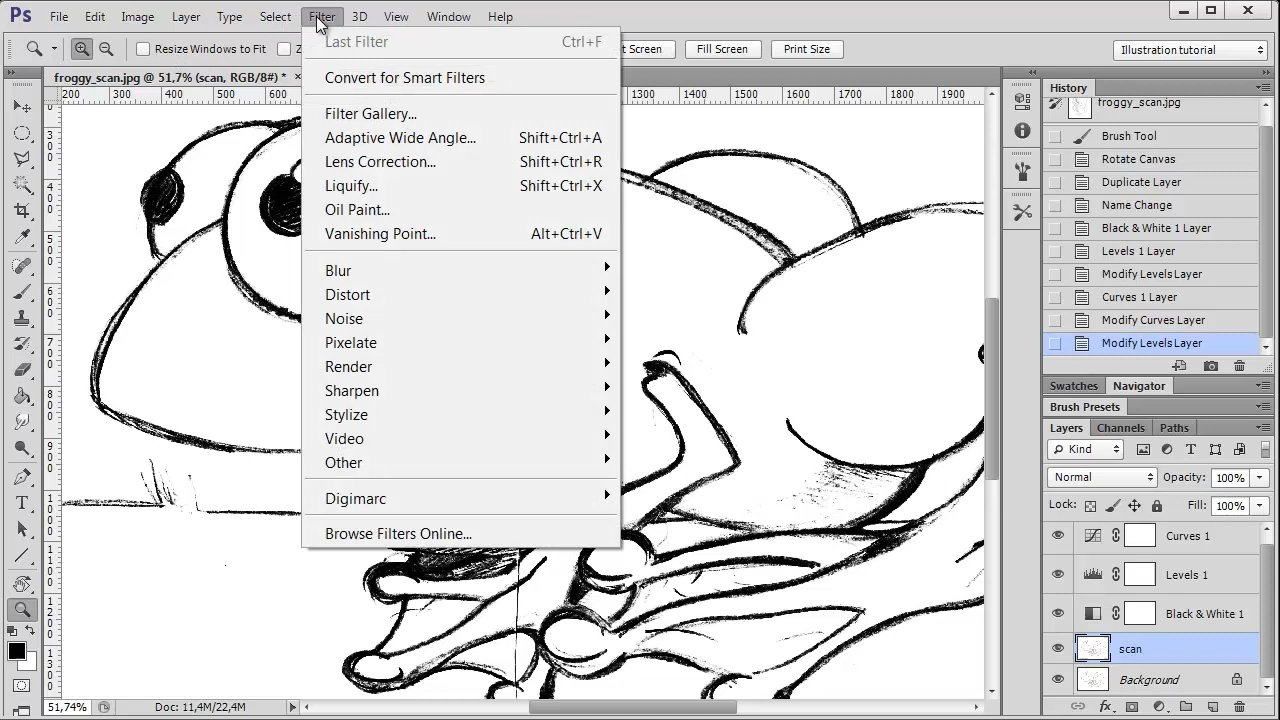 Ps File Edit Image Layer Type Select Filter 3D View Window Help
Resize Windows to Fit Screen Fill Screen Print Size Illustration tutorial
froggy_scan.jpg @ 51,7% (scan, RGB/8#) * ×
200 300 400 500 600 1300 1400 1500 1600 1700 1800 1900
Last Filter Ctrl+F
Convert for Smart Filters
Filter Gallery...
Adaptive Wide Angle... Shift+Ctrl+A
Lens Correction... Shift+Ctrl+R
Liquify... Shift+Ctrl+X
Oil Paint...
Vanishing Point... Alt+Ctrl+V
Blur
Distort
Noise
Pixelate
Render
Sharpen
Stylize
Video
Other
Digimarc
Browse Filters Online...
History
froggy_scan.jpg
Brush Tool
Rotate Canvas
Duplicate Layer
Name Change
Black & White 1 Layer
Levels 1 Layer
Modify Levels Layer
Curves 1 Layer
Modify Curves Layer
Modify Levels Layer
Swatches Navigator
Brush Presets
Layers Channels Paths
Kind
Normal Opacity: 100%
Lock: Fill: 100%
Curves 1
Levels 1
Black & White 1
scan
Background
51,74% Doc: 11,4M/22,4M